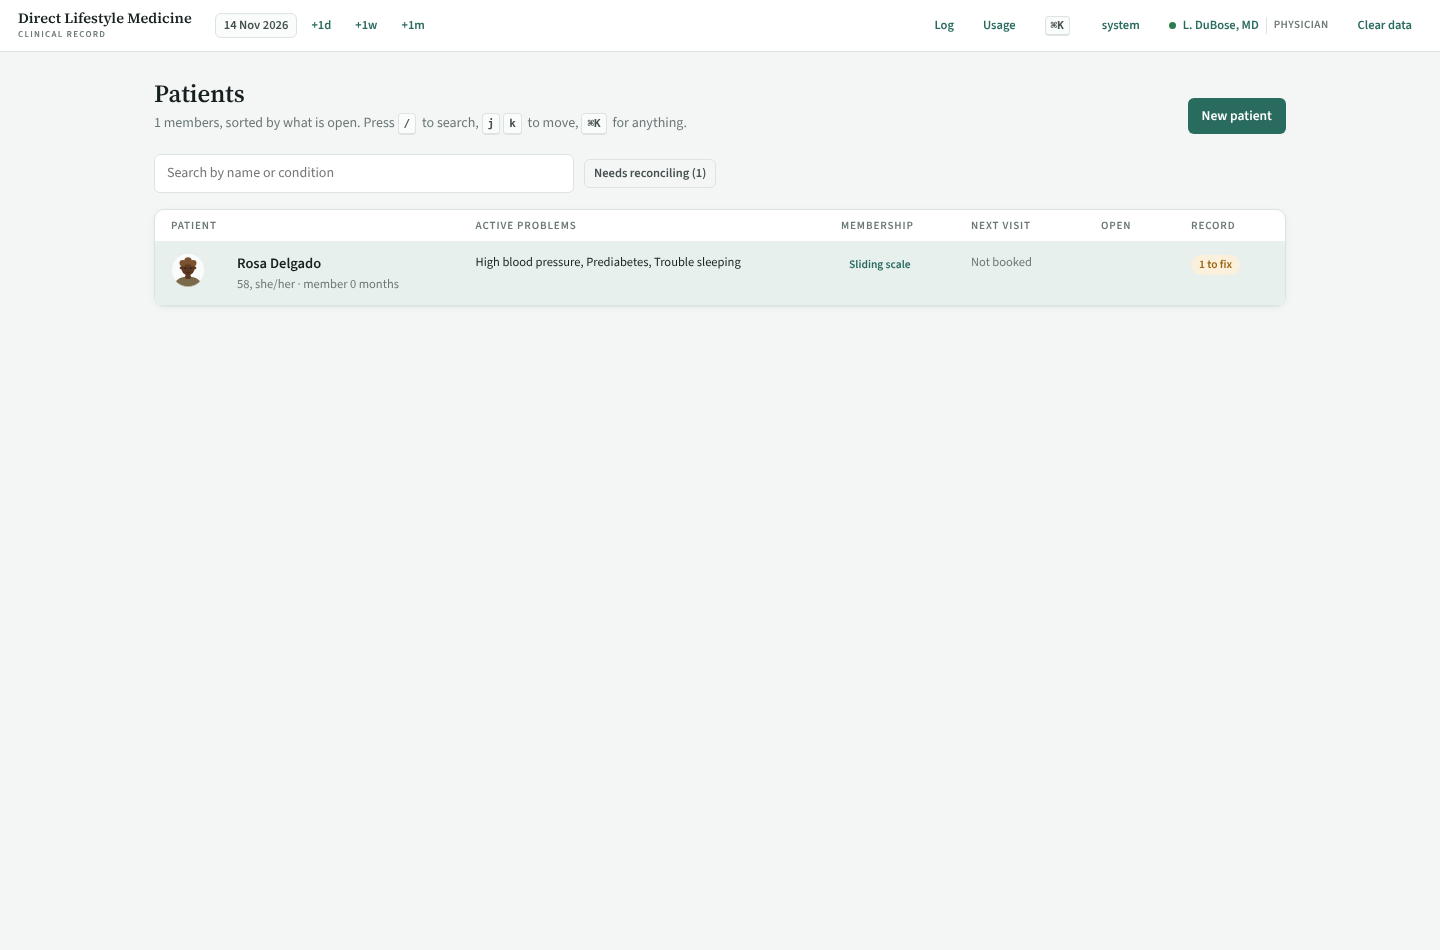 Direct Lifestyle Medicine
CLINICAL RECORD
14 Nov 2026 +1d +1w +1m
Log Usage ⌘K system L. DuBose, MD PHYSICIAN Clear data
Patients
1 members, sorted by what is open. Press / to search, j k to move, ⌘K for anything.
New patient
Search by name or condition
Needs reconciling (1)
PATIENT ACTIVE PROBLEMS MEMBERSHIP NEXT VISIT OPEN RECORD
Rosa Delgado High blood pressure, Prediabetes, Trouble sleeping Sliding scale Not booked 1 to fix
58, she/her · member 0 months